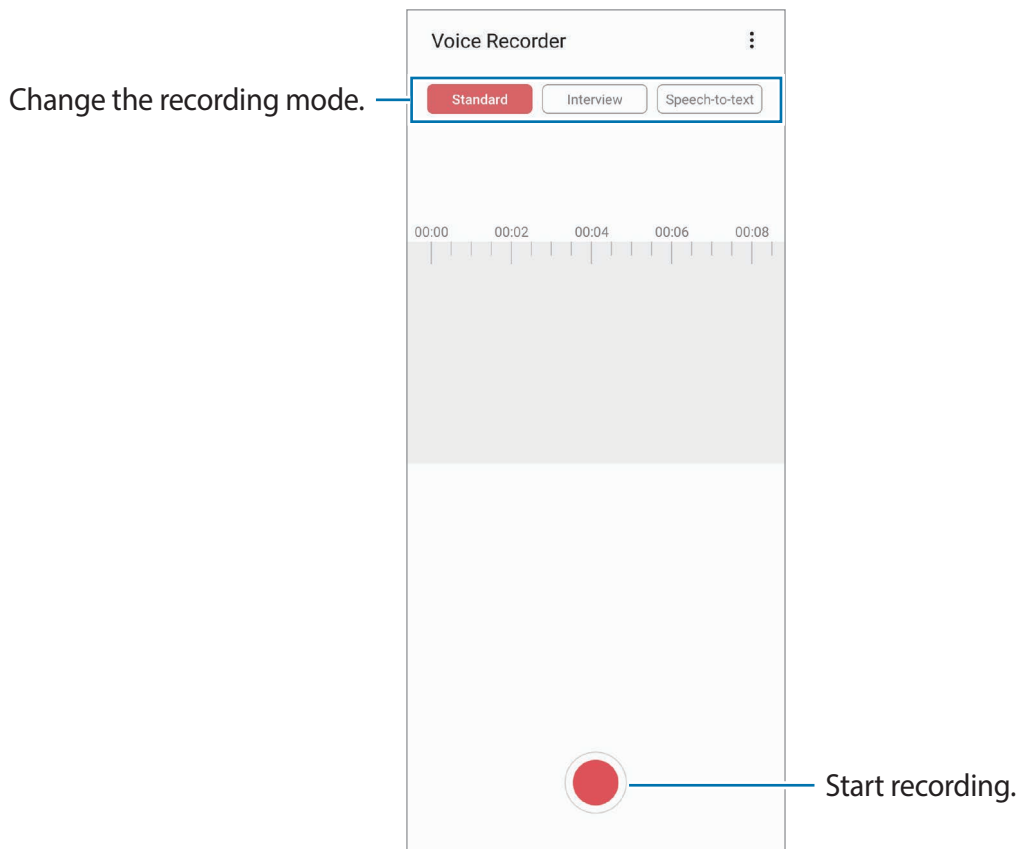 Voice Recorder
Change the recording mode.
Standard Interview Speech-to-text
00:00 00:02 00:04 00:06 00:08
Start recording.